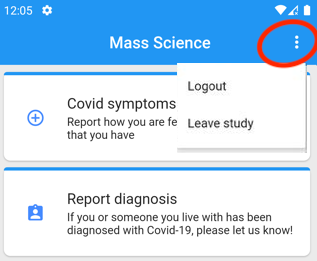 12:05
Mass Science
Logout
Leave study
Covid symptoms
Report how you are fe
that you have
Report diagnosis
If you or someone you live with has been
diagnosed with Covid-19, please let us know!